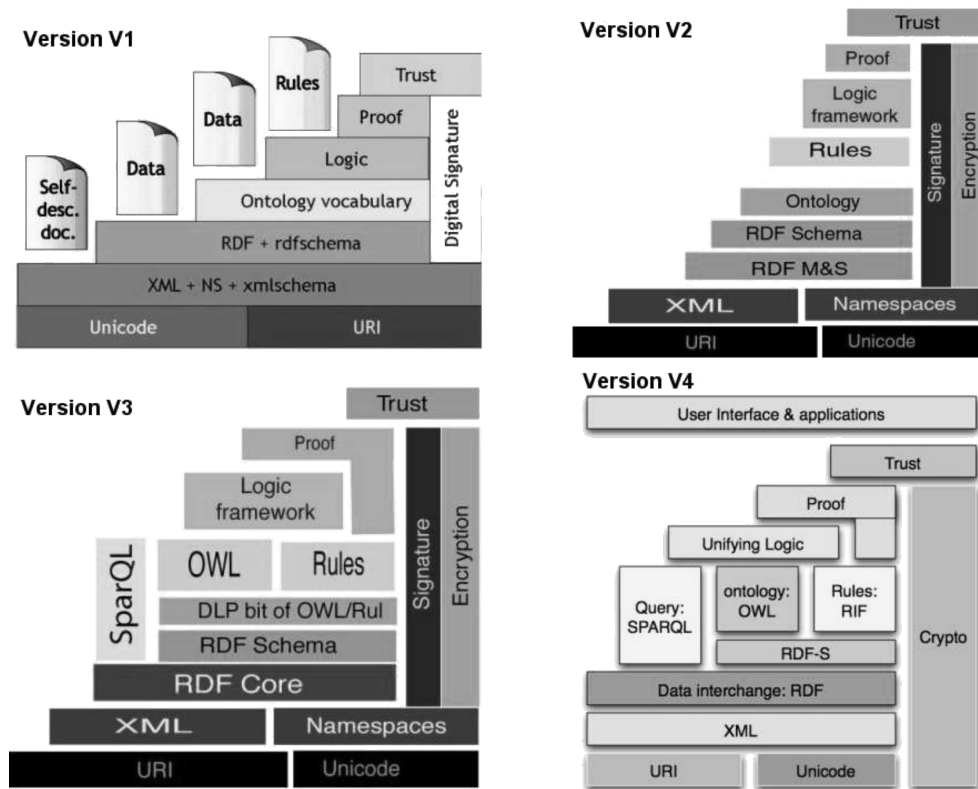 Version V1
Rules
Data
Data
Self-
desc.
doc.
Trust
Proof
Logic
Ontology vocabulary
RDF + rdfschema
XML + NS + xmlschema
Unicode
URI
Digital Signature
Version V2
Trust
Proof
Logic
framework
Rules
Ontology
RDF Schema
RDF M&S
XML
Namespaces
URI
Unicode
Signature
Encryption
Version V3
Trust
Proof
Logic
framework
SparQL
OWL
Rules
DLP bit of OWL/Rul
RDF Schema
RDF Core
XML
Namespaces
URI
Unicode
Signature
Encryption
Version V4
User Interface & applications
Trust
Proof
Unifying Logic
Query:
SPARQL
ontology:
OWL
Rules:
RIF
RDF-S
Data interchange: RDF
XML
URI
Unicode
Crypto